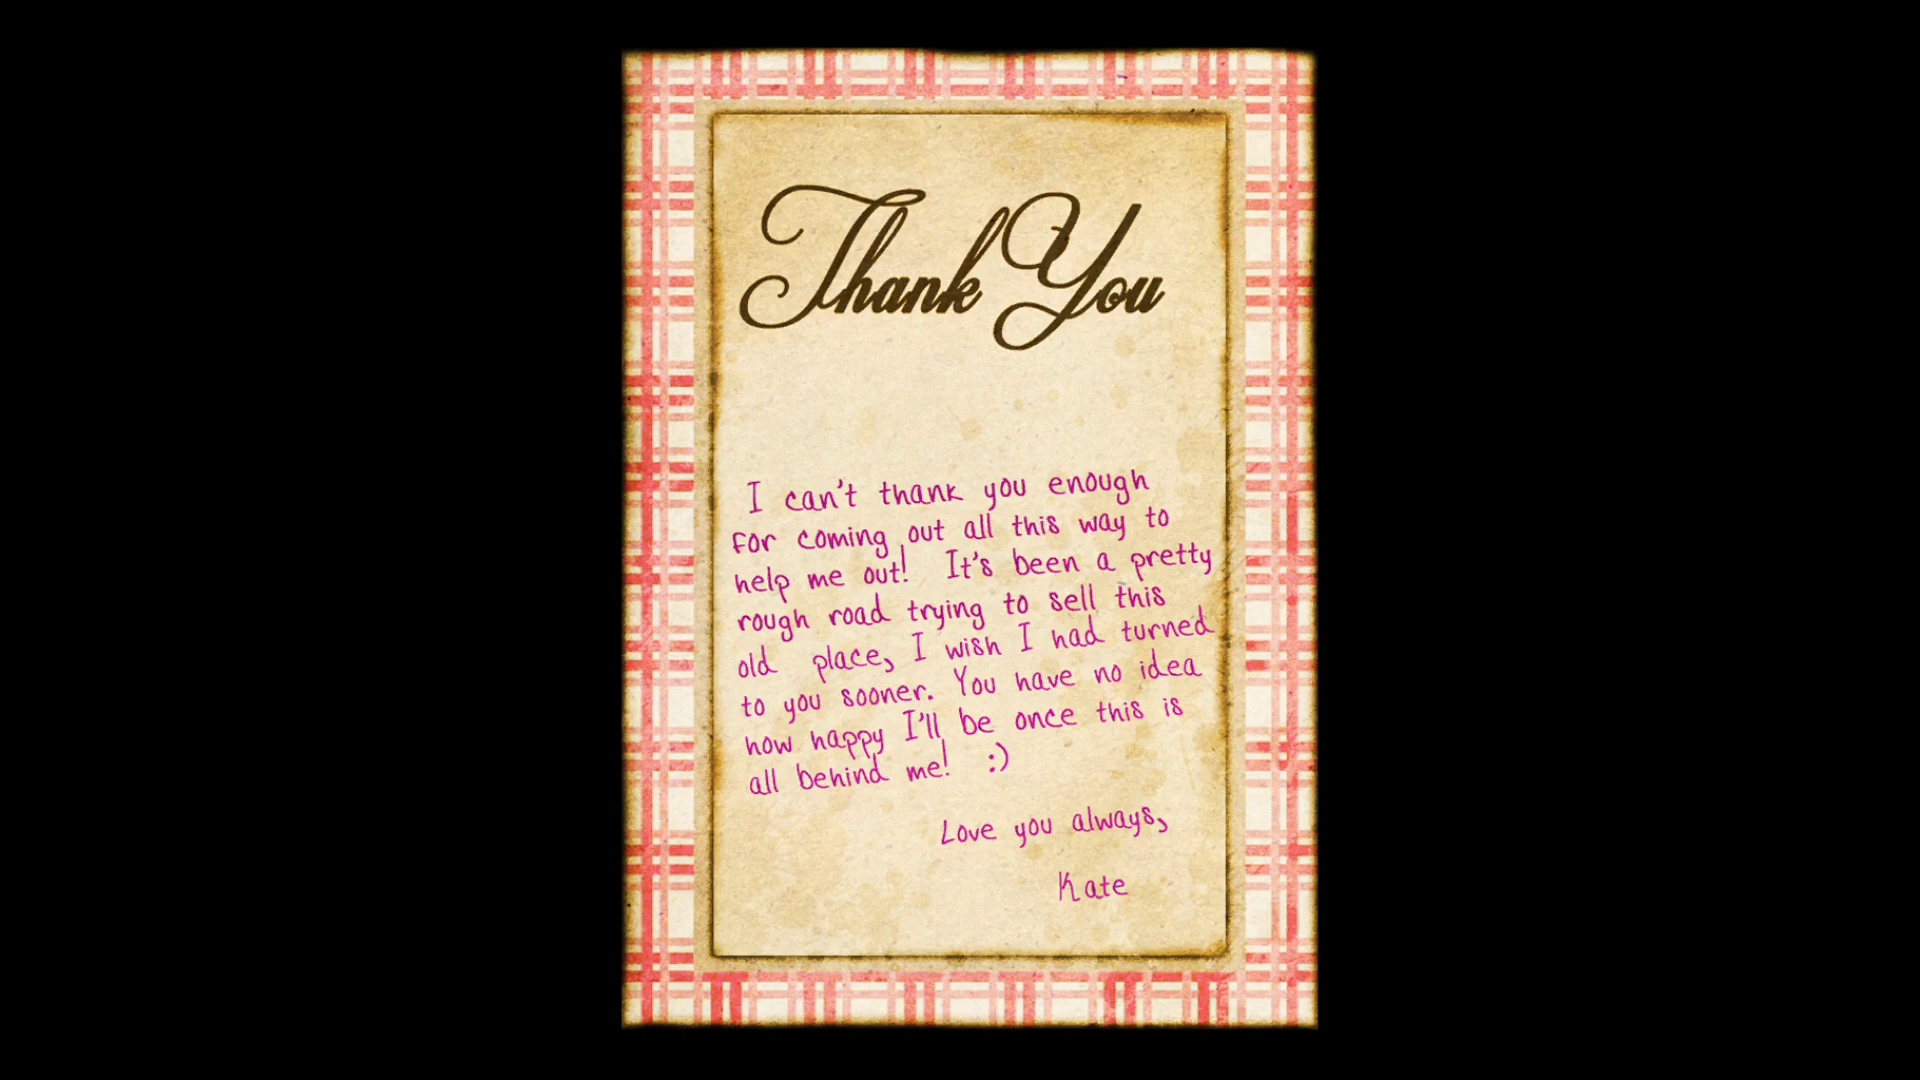 Thank You
I can't thank you enough
for coming out all this way to
help me out! It's been a pretty
rough road trying to sell this
old place, I wish I had turned
to you sooner. You have no idea
how happy I'll be once this is
all behind me! :)
Love you always,
Kate